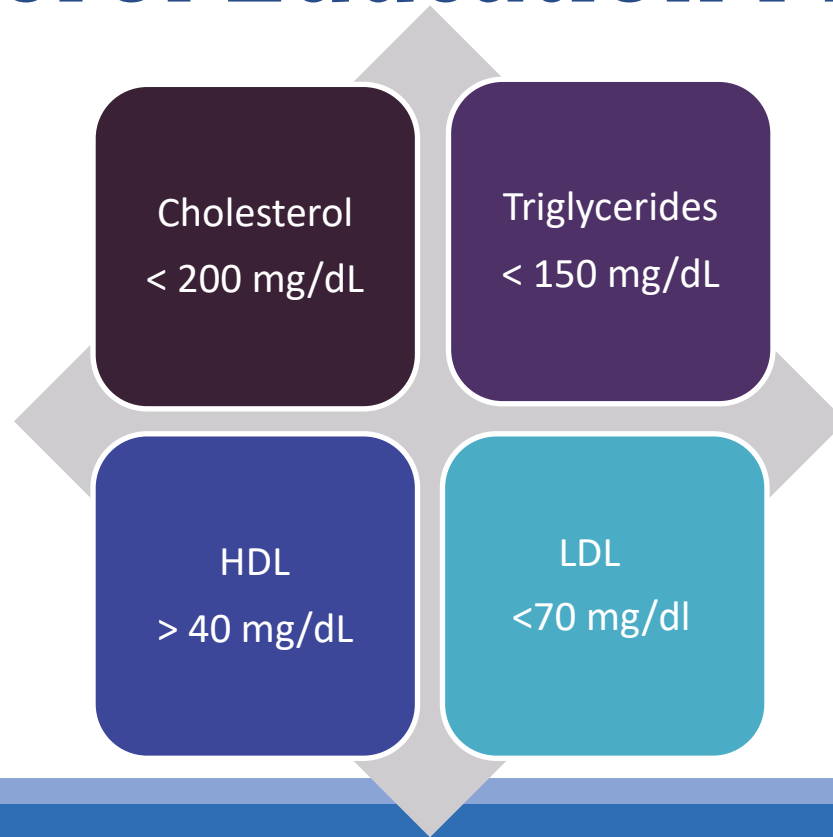 Cholesterol
< 200 mg/dL
Triglycerides
< 150 mg/dL
HDL
> 40 mg/dL
LDL
<70 mg/dl